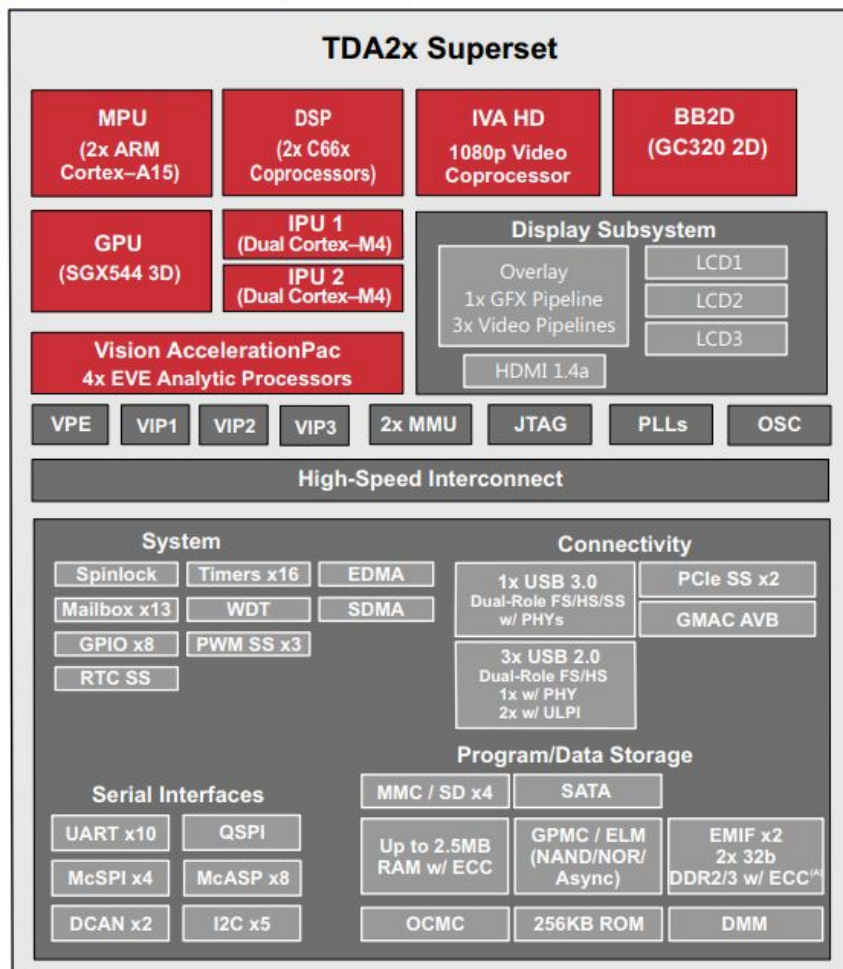 TDA2x Superset
MPU
(2x ARM
Cortex–A15)
DSP
(2x C66x
Coprocessors)
IVA HD
1080p Video
Coprocessor
BB2D
(GC320 2D)
GPU
(SGX544 3D)
IPU 1
(Dual Cortex–M4)
IPU 2
(Dual Cortex–M4)
Display Subsystem
Overlay
1x GFX Pipeline
3x Video Pipelines
LCD1
LCD2
LCD3
HDMI 1.4a
Vision AccelerationPac
4x EVE Analytic Processors
VPE
VIP1
VIP2
VIP3
2x MMU
JTAG
PLLs
OSC
High-Speed Interconnect
System
Spinlock
Timers x16
EDMA
Mailbox x13
WDT
SDMA
GPIO x8
PWM SS x3
RTC SS
Connectivity
1x USB 3.0
Dual-Role FS/HS/SS
w/ PHYs
PCIe SS x2
GMAC AVB
3x USB 2.0
Dual-Role FS/HS
1x w/ PHY
2x w/ ULPI
Serial Interfaces
UART x10
QSPI
McSPI x4
McASP x8
DCAN x2
I2C x5
Program/Data Storage
MMC / SD x4
SATA
Up to 2.5MB
RAM w/ ECC
GPMC / ELM
(NAND/NOR/
Async)
EMIF x2
2x 32b
DDR2/3 w/ ECC(A)
OCMC
256KB ROM
DMM